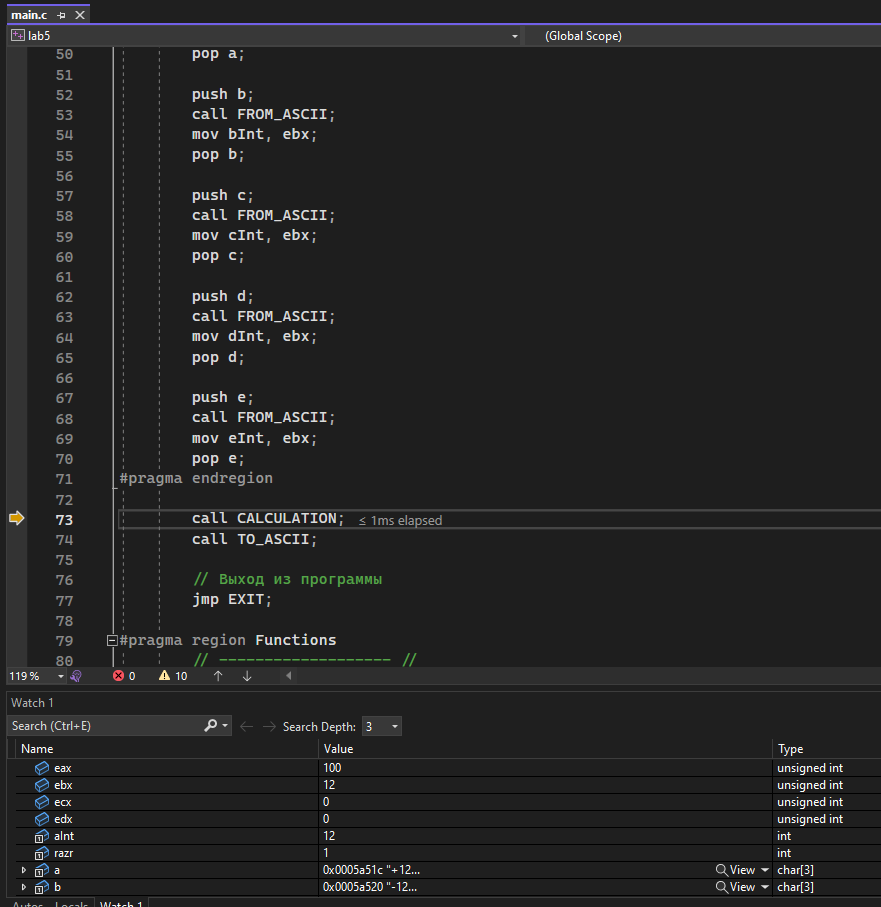 main.c
lab5 (Global Scope)
50 pop a;
51
52 push b;
53 call FROM_ASCII;
54 mov bInt, ebx;
55 pop b;
56
57 push c;
58 call FROM_ASCII;
59 mov cInt, ebx;
60 pop c;
61
62 push d;
63 call FROM_ASCII;
64 mov dInt, ebx;
65 pop d;
66
67 push e;
68 call FROM_ASCII;
69 mov eInt, ebx;
70 pop e;
71 #pragma endregion
72
73 call CALCULATION; ≤ 1ms elapsed
74 call TO_ASCII;
75
76 // Выход из программы
77 jmp EXIT;
78
79 #pragma region Functions
80 // ------------------- //
119 % 0 10
Watch 1
Search (Ctrl+E) Search Depth: 3
Name Value Type
eax 100 unsigned int
ebx 12 unsigned int
ecx 0 unsigned int
edx 0 unsigned int
aInt 12 int
razr 1 int
a 0x0005a51c "+12... View char[3]
b 0x0005a520 "-12... View char[3]
Autos Locals Watch 1